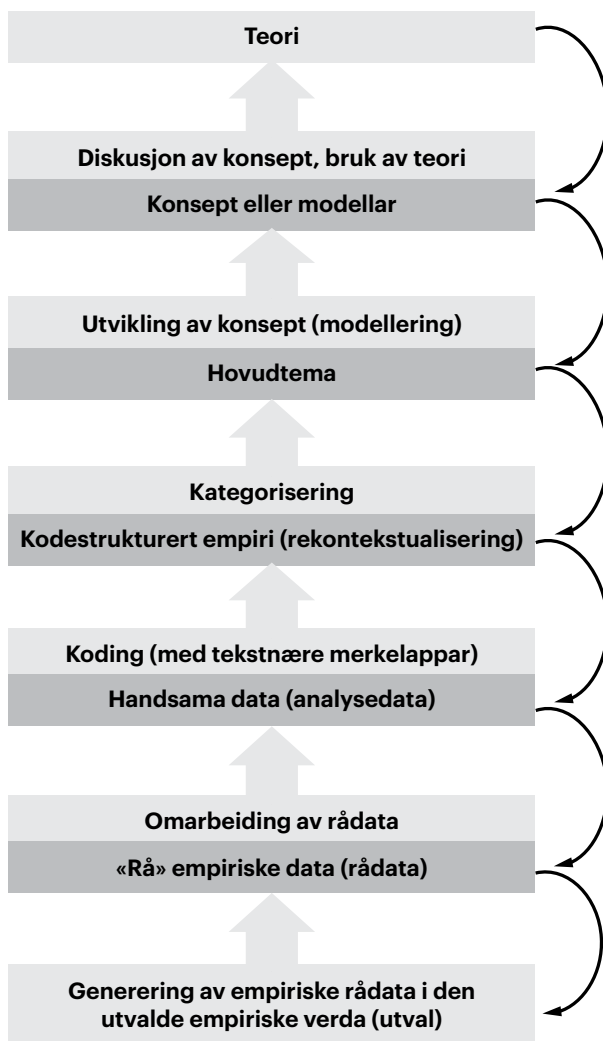 Teori
Diskusjon av konsept, bruk av teori
Konsept eller modellar
Utvikling av konsept (modellering)
Hovudtema
Kategorisering
Kodestrukturert empiri (rekontekstualisering)
Koding (med tekstnære merkelappar)
Handsama data (analysedata)
Omarbeiding av rådata
«Rå» empiriske data (rådata)
Generering av empiriske rådata i den
utvalde empiriske verda (utval)